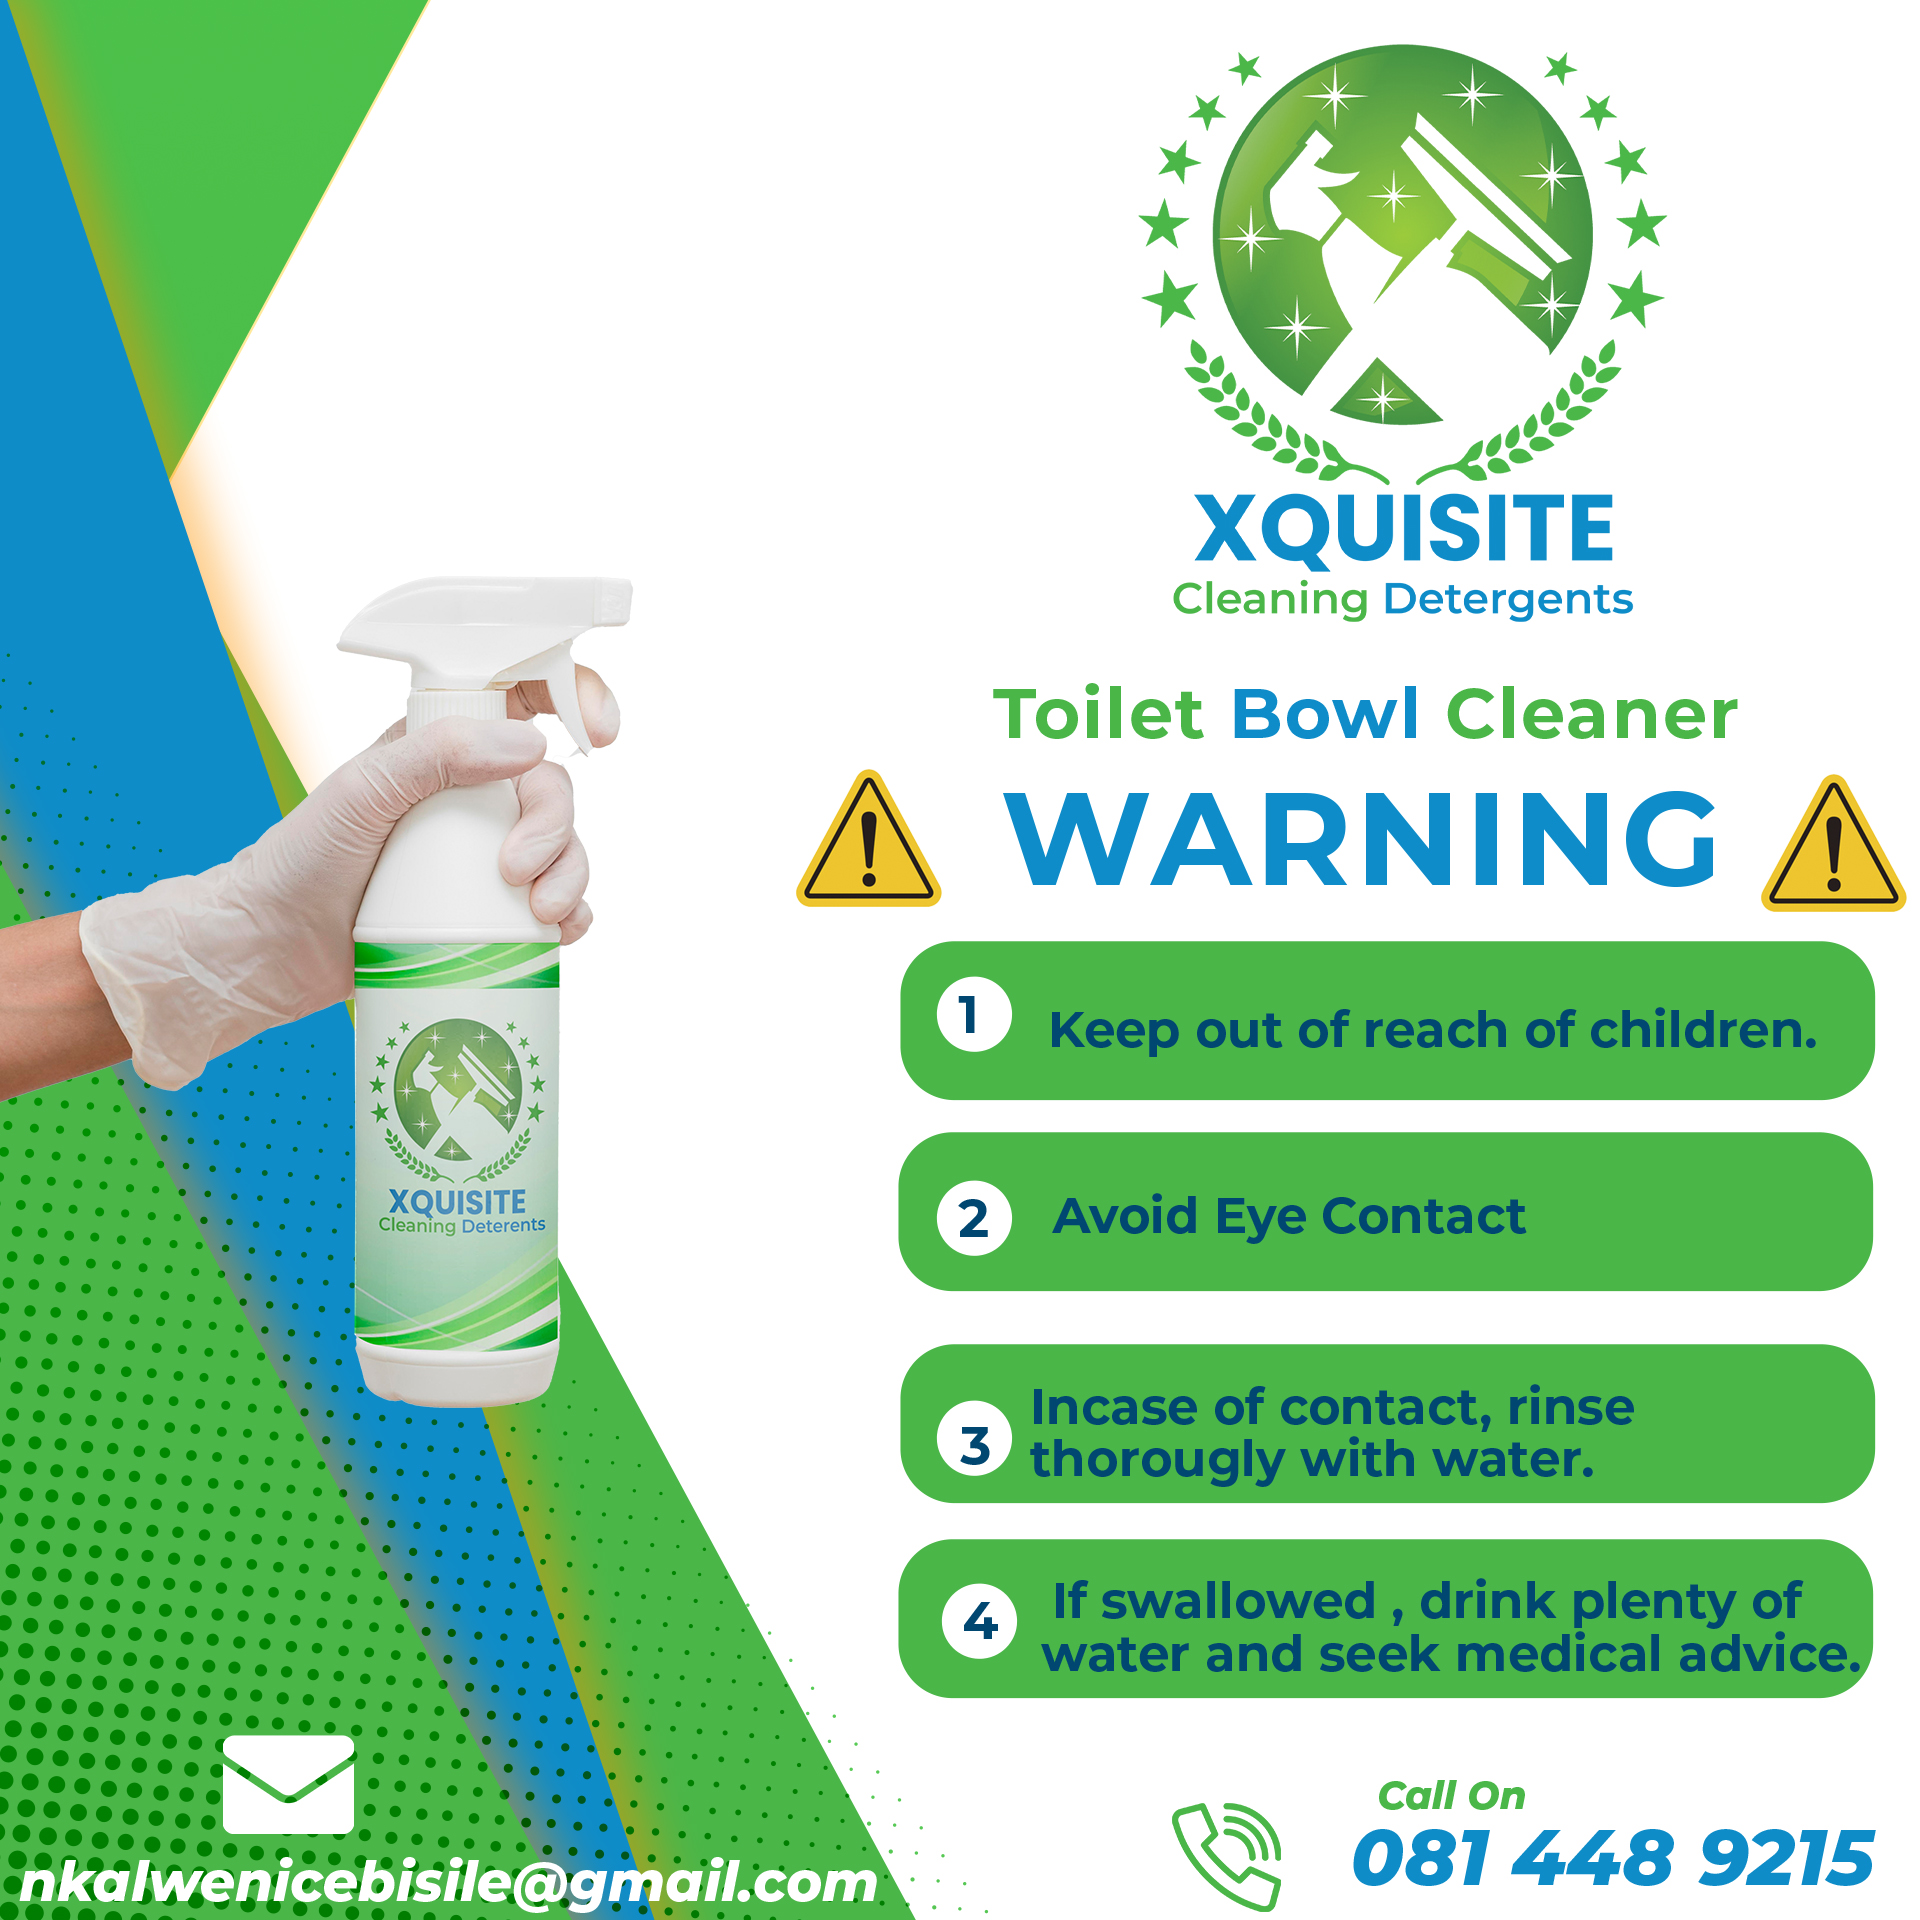 XQUISITE
Cleaning Detergents
Toilet Bowl Cleaner
WARNING
1
Keep out of reach of children.
2
Avoid Eye Contact
3
Incase of contact, rinse
thorougly with water.
4
If swallowed , drink plenty of
water and seek medical advice.
XQUISITE
Cleaning Deterents
nkalwenicebisile@gmail.com
Call On
081 448 9215